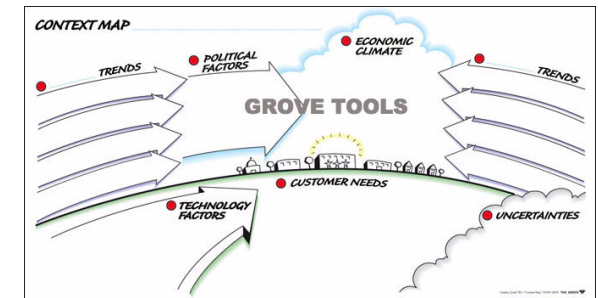 CONTEXT MAP
POLITICAL
FACTORS
ECONOMIC
CLIMATE
TRENDS
TRENDS
GROVE TOOLS
CUSTOMER NEEDS
TECHNOLOGY
FACTORS
UNCERTAINTIES